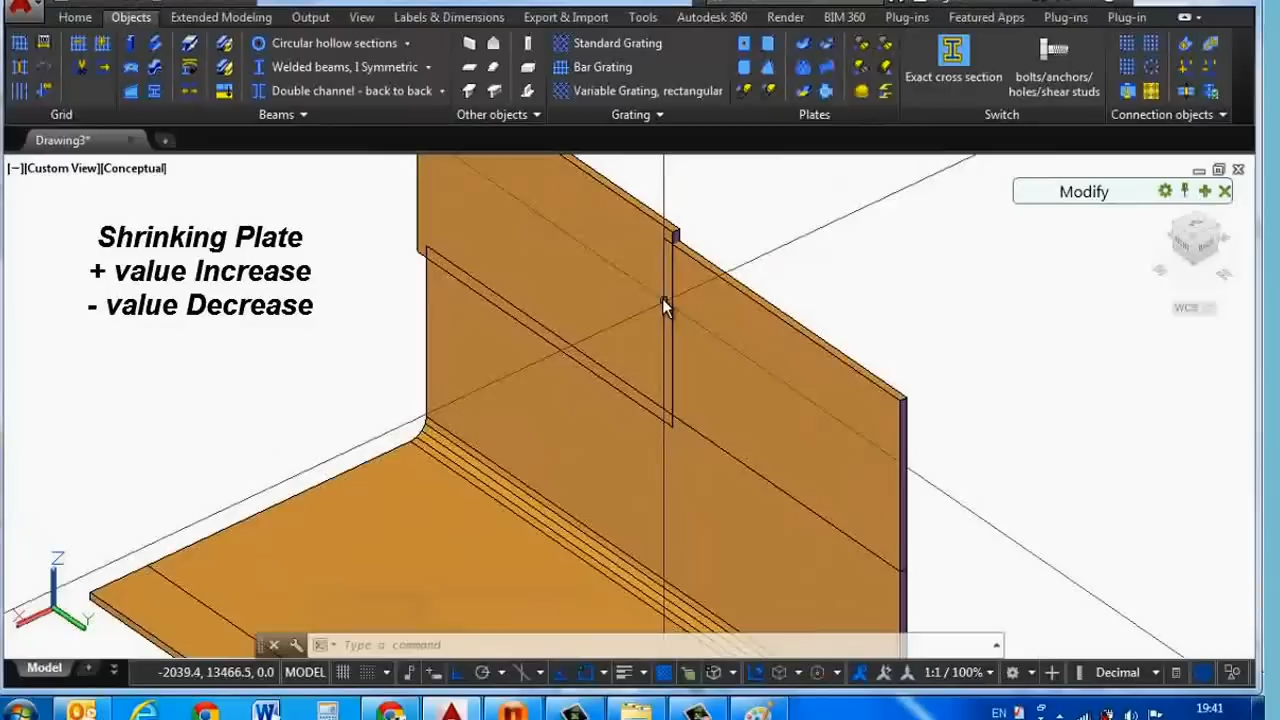 Home Objects Extended Modeling Output View Labels & Dimensions Export & Import Tools Autodesk 360 Render BIM 360 Plug-ins Featured Apps Plug-ins Plug-in
Circular hollow sections Standard Grating
Welded beams, I Symmetric Bar Grating Exact cross section bolts/anchors/
Double channel - back to back Variable Grating, rectangular holes/shear studs
Grid Beams Other objects Grating Plates Switch Connection objects
Drawing3*
[−][Custom View][Conceptual]
Modify
Shrinking Plate
+ value Increase
- value Decrease
WCS
Z
X Y
Type a command
Model -2039.4, 13466.5, 0.0 MODEL 1:1 / 100% Decimal
EN 19:41